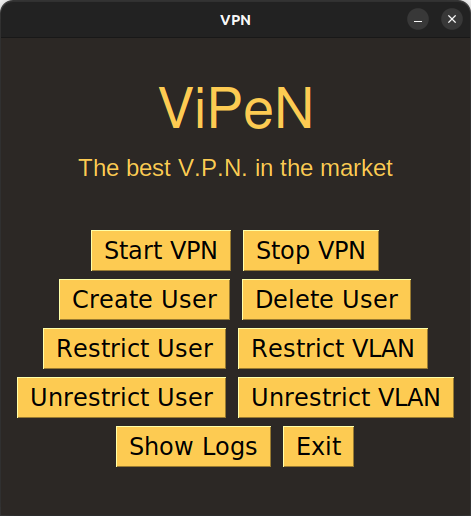 VPN
ViPeN
The best V.P.N. in the market
Start VPN Stop VPN
Create User Delete User
Restrict User Restrict VLAN
Unrestrict User Unrestrict VLAN
Show Logs Exit